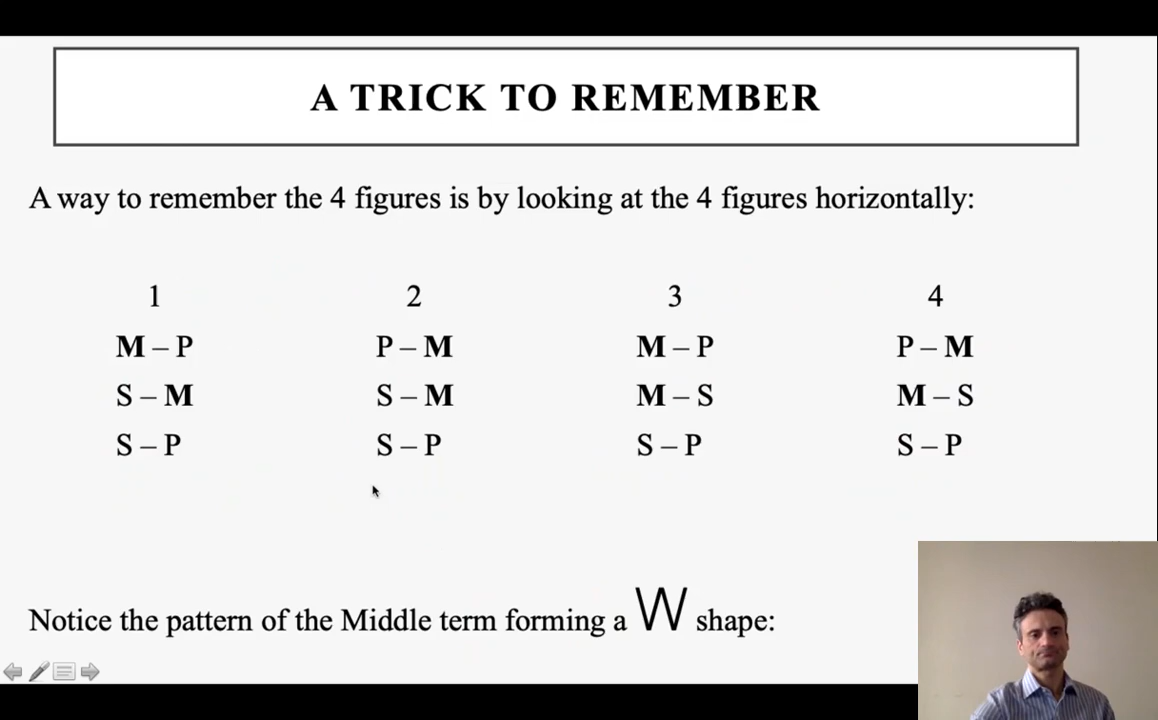 A TRICK TO REMEMBER
A way to remember the 4 figures is by looking at the 4 figures horizontally:
1 2 3 4
M – P P – M M – P P – M
S – M S – M M – S M – S
S – P S – P S – P S – P
Notice the pattern of the Middle term forming a W shape: